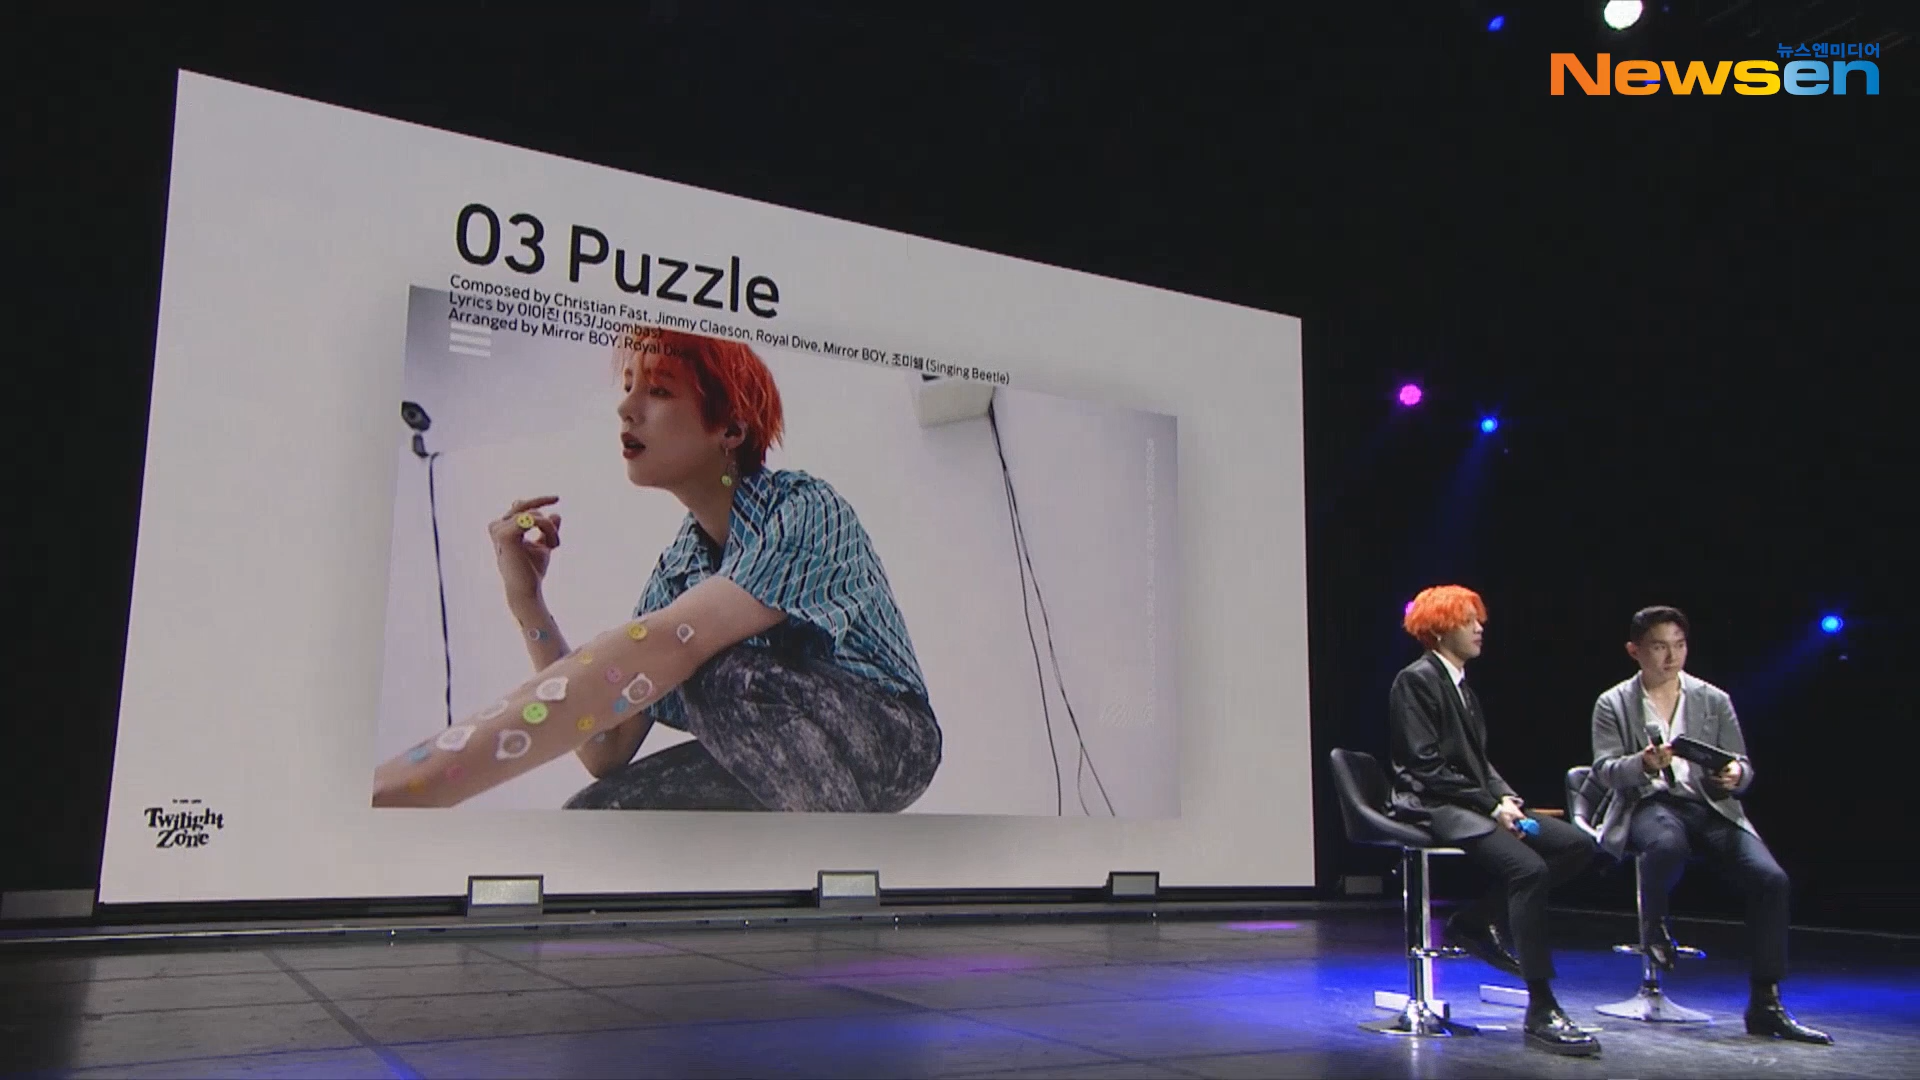 뉴스엔미디어
Newsen
03 Puzzle
Composed by Christian Fast, Jimmy Claeson, Royal Dive, Mirror BOY, 조미쉘 (Singing Beetle)
Lyrics by 이이진 (153/Joombas)
Arranged by Mirror BOY, Royal Dive
Twilight
Zone